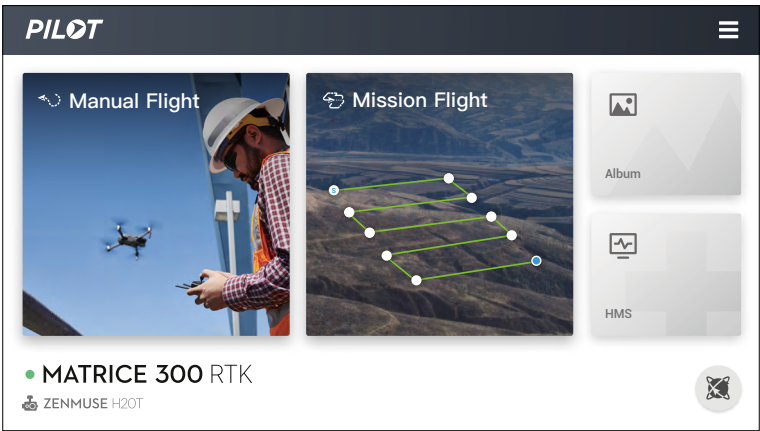 PILOT
Manual Flight
Mission Flight
S
Album
HMS
MATRICE 300 RTK
ZENMUSE H20T